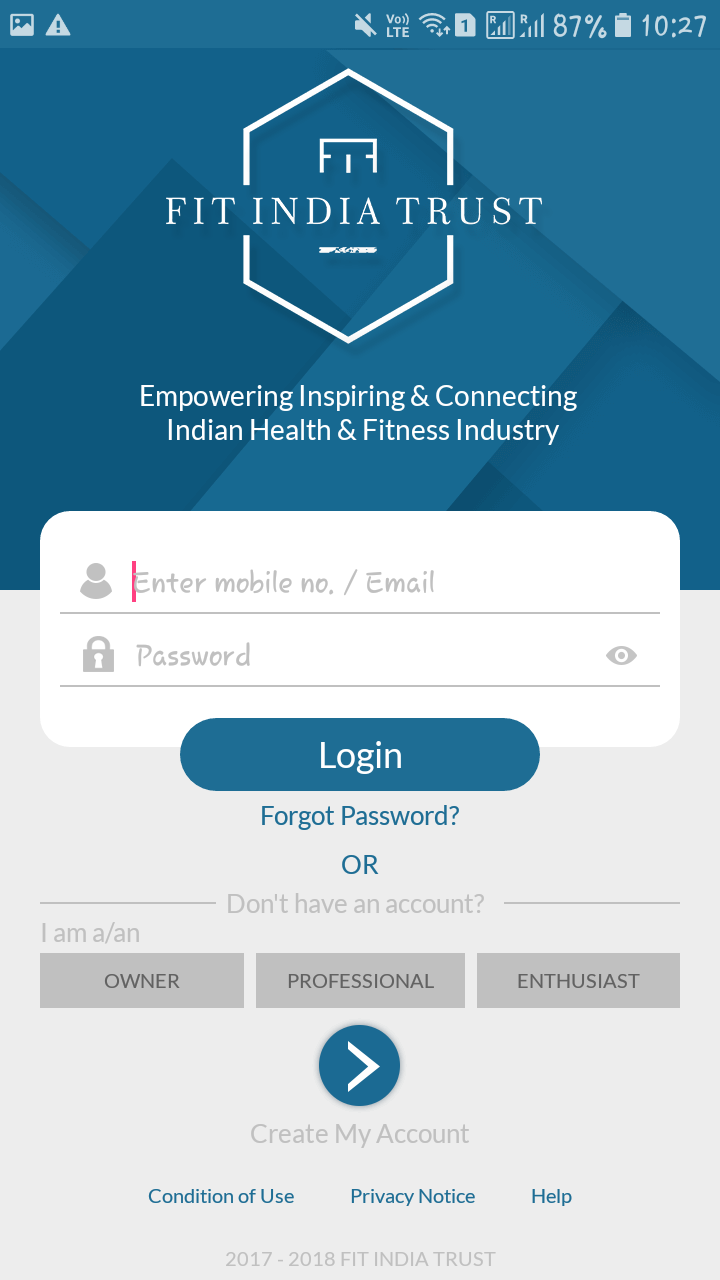 Vo)) LTE 1 R R 87% 10:27
FIT
FIT INDIA TRUST
Empowering Inspiring & Connecting
Indian Health & Fitness Industry
Enter mobile no. / Email
Password
Login
Forgot Password?
OR
Don't have an account?
I am a/an
OWNER PROFESSIONAL ENTHUSIAST
Create My Account
Condition of Use Privacy Notice Help
2017 - 2018 FIT INDIA TRUST